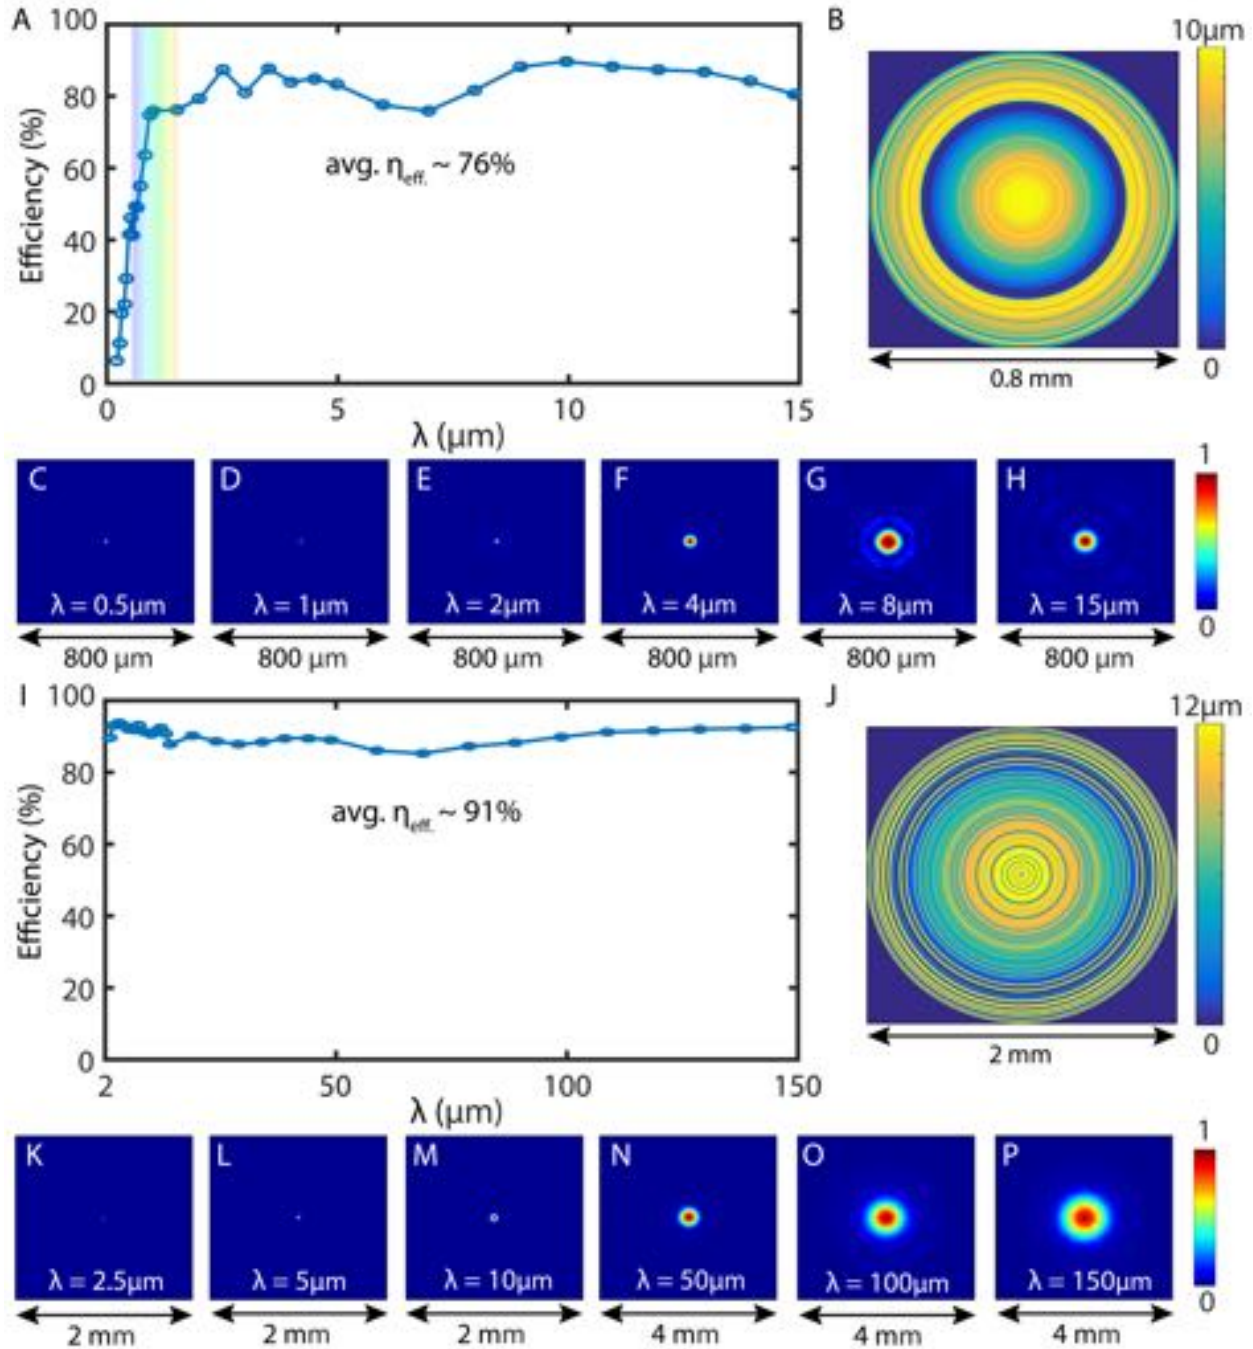 A
100
80
60
40
20
0
Efficiency (%)
avg. ηeff. ~ 76%
0
5
10
15
λ (μm)
B
10μm
0
0.8 mm
C
λ = 0.5μm
800 μm
D
λ = 1μm
800 μm
E
λ = 2μm
800 μm
F
λ = 4μm
800 μm
G
λ = 8μm
800 μm
H
λ = 15μm
800 μm
1
0
I
100
80
60
40
20
0
Efficiency (%)
avg. ηeff. ~ 91%
2
50
100
150
λ (μm)
J
12μm
0
2 mm
K
λ = 2.5μm
2 mm
L
λ = 5μm
2 mm
M
λ = 10μm
2 mm
N
λ = 50μm
4 mm
O
λ = 100μm
4 mm
P
λ = 150μm
4 mm
1
0